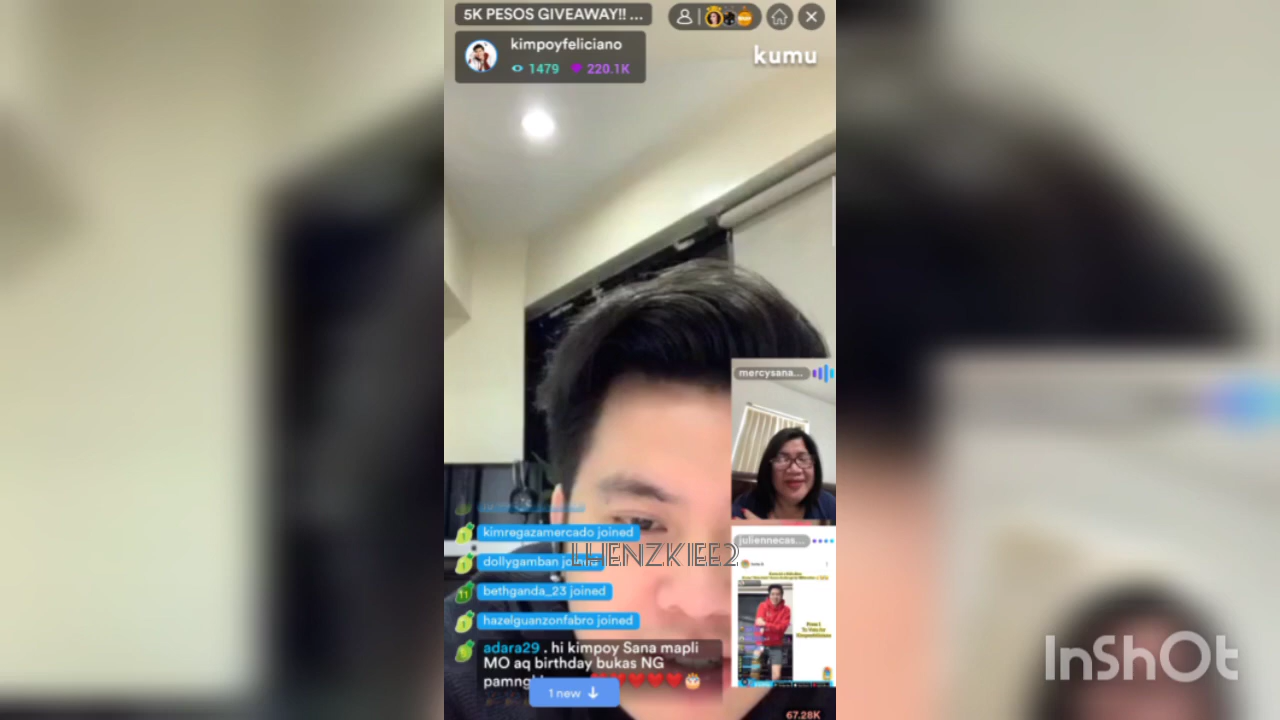 5K PESOS GIVEAWAY!! ...
kimpoyfeliciano
1479 220.1K
kumu
mercysana...
juliennecas...
kimregazamercado joined
dollygamban joined
LHENZKIEE2
bethganda_23 joined
hazelguanzonfabro joined
adara29 . hi kimpoy Sana mapli
MO aq birthday bukas NG
1 new
67.28K
InShOt